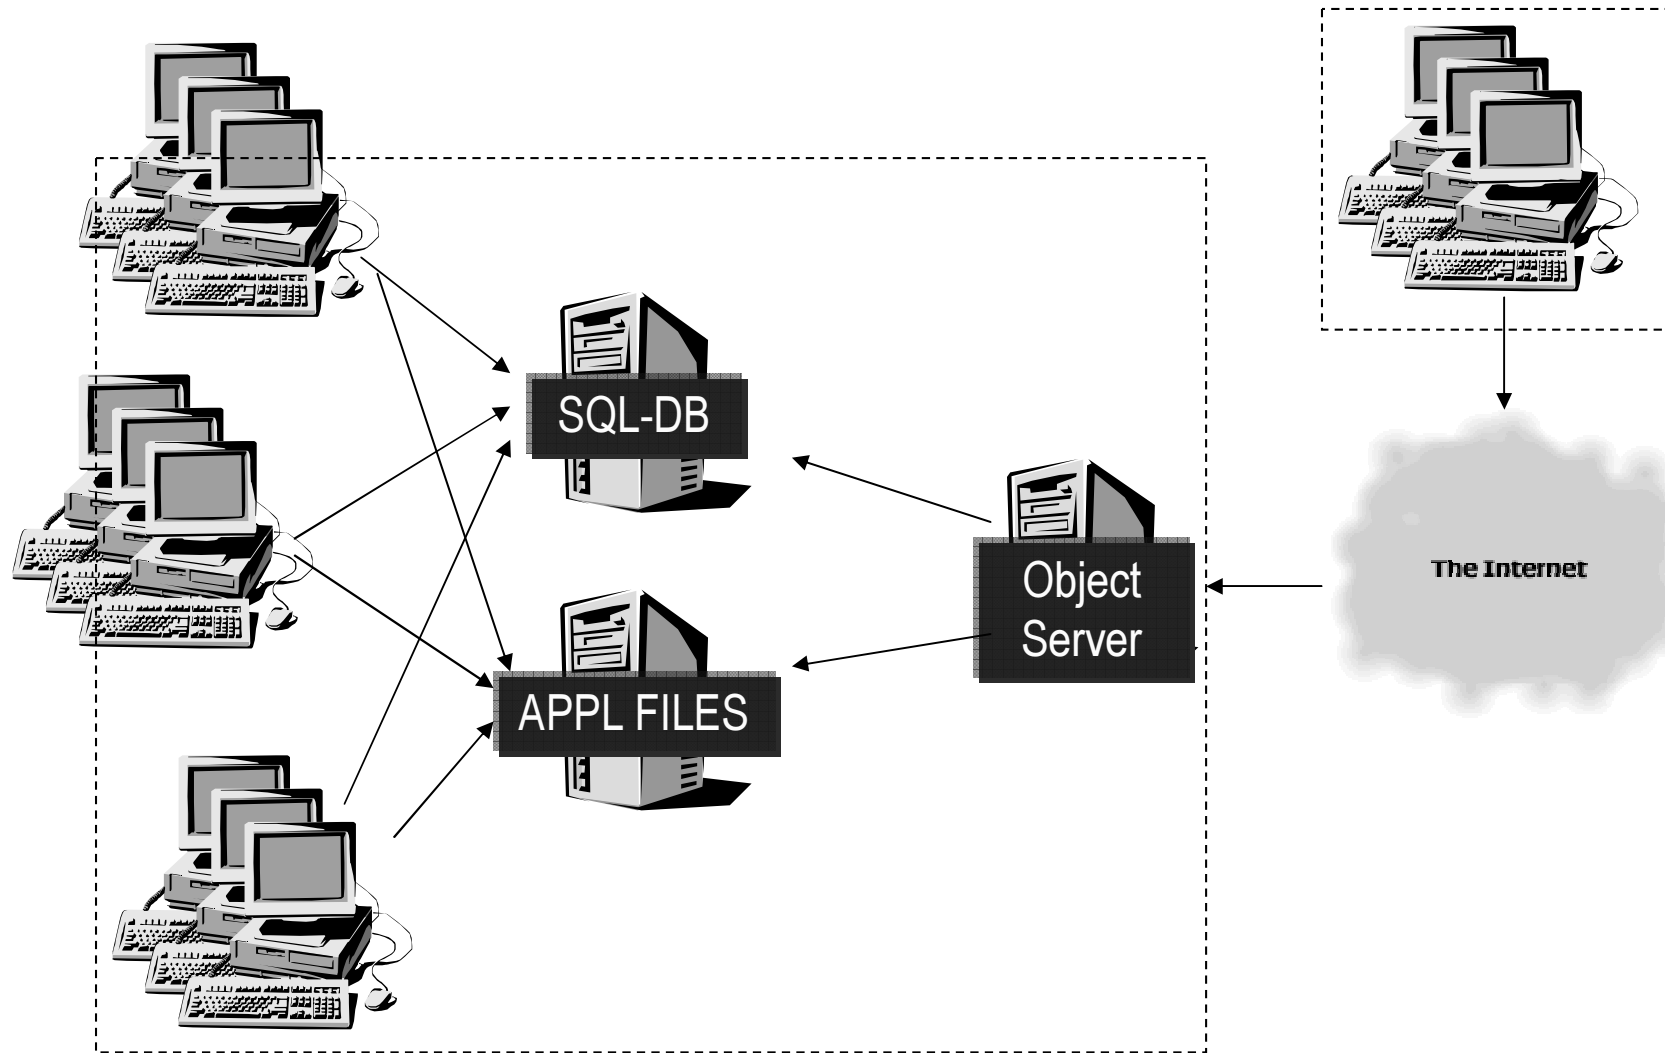 SQL-DB
Object
Server
The Internet
APPL FILES